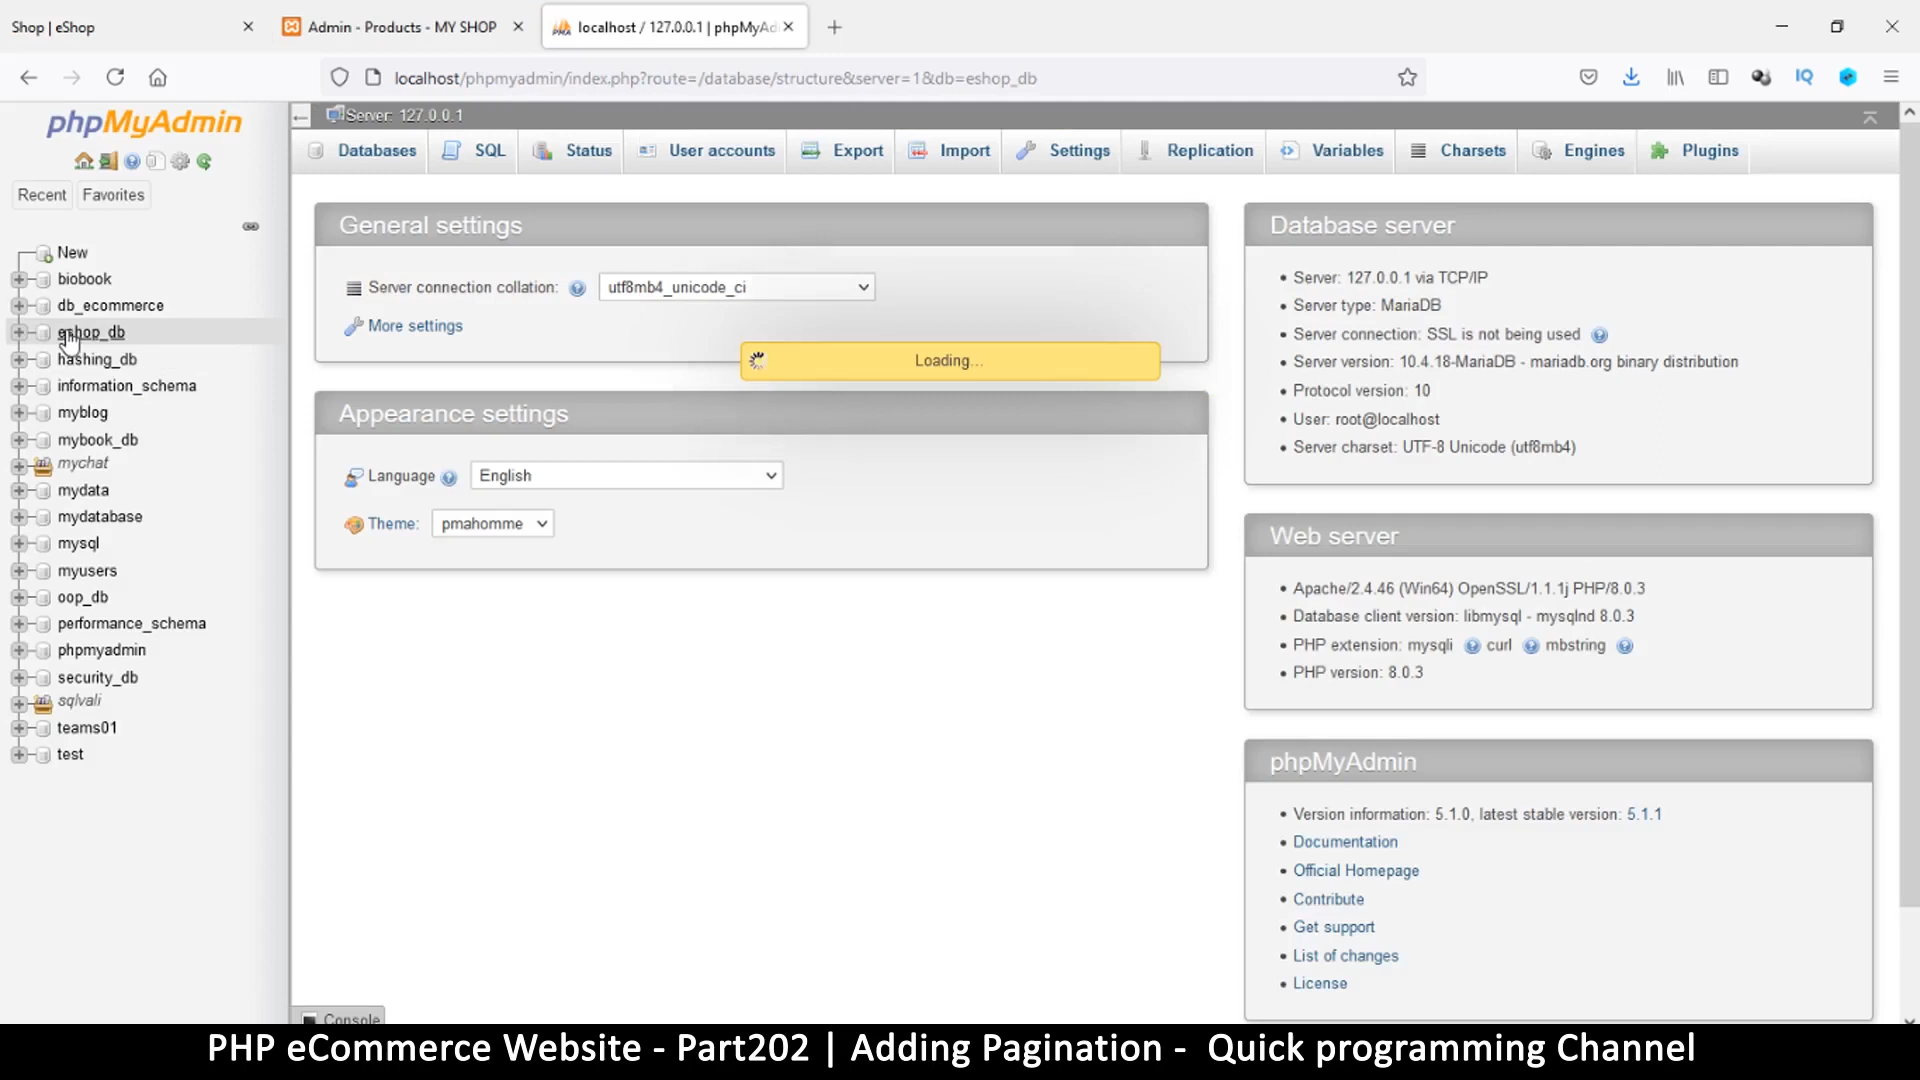 Shop | eShop
Admin - Products - MY SHOP
localhost / 127.0.0.1 | phpMyAd
localhost/phpmyadmin/index.php?route=/database/structure&server=1&db=eshop_db
IQ
phpMyAdmin
Recent
Favorites
New
biobook
db_ecommerce
eshop_db
hashing_db
information_schema
myblog
mybook_db
mychat
mydata
mydatabase
mysql
myusers
oop_db
performance_schema
phpmyadmin
security_db
sqlvali
teams01
test
Server: 127.0.0.1
Databases
SQL
Status
User accounts
Export
Import
Settings
Replication
Variables
Charsets
Engines
Plugins
General settings
Server connection collation:
utf8mb4_unicode_ci
More settings
Loading...
Appearance settings
Language
English
Theme:
pmahomme
Database server
Server: 127.0.0.1 via TCP/IP
Server type: MariaDB
Server connection: SSL is not being used
Server version: 10.4.18-MariaDB - mariadb.org binary distribution
Protocol version: 10
User: root@localhost
Server charset: UTF-8 Unicode (utf8mb4)
Web server
Apache/2.4.46 (Win64) OpenSSL/1.1.1j PHP/8.0.3
Database client version: libmysql - mysqlnd 8.0.3
PHP extension: mysqli curl mbstring
PHP version: 8.0.3
phpMyAdmin
Version information: 5.1.0, latest stable version: 5.1.1
Documentation
Official Homepage
Contribute
Get support
List of changes
License
Console
PHP eCommerce Website - Part202 | Adding Pagination - Quick programming Channel